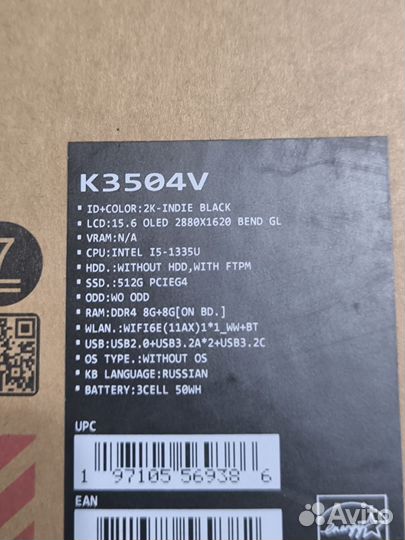 K3504V
▪ ID+COLOR:2K-INDIE BLACK
▪ LCD:15.6 OLED 2880X1620 BEND GL
▪ VRAM:N/A
▪ CPU:INTEL I5-1335U
▪ HDD.:WITHOUT HDD,WITH FTPM
▪ SSD.:512G PCIEG4
▪ ODD:WO ODD
▪ RAM:DDR4 8G+8G[ON BD.]
▪ WLAN.:WIFI6E(11AX)1*1_WW+BT
▪ USB:USB2.0+USB3.2A*2+USB3.2C
▪ OS TYPE.:WITHOUT OS
▪ KB LANGUAGE:RUSSIAN
▪ BATTERY:3CELL 50WH
7
UPC
1 97105 56938 6
EAN
energy
Avito